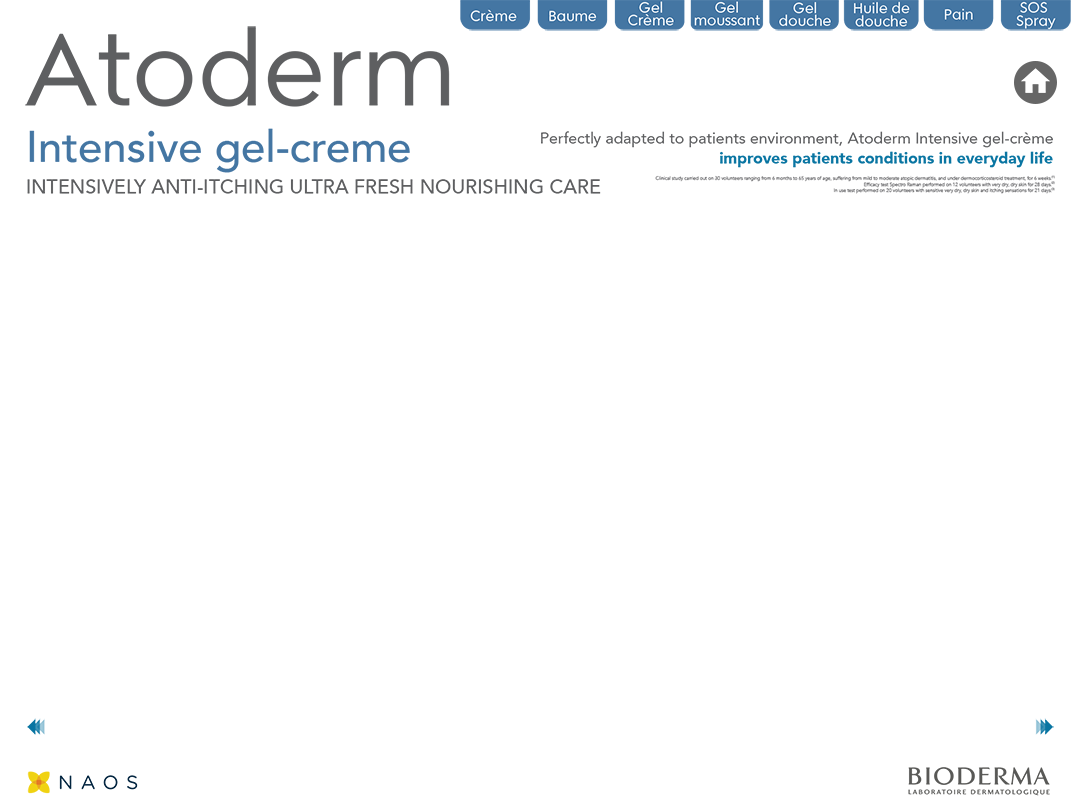 Crème
Baume
Gel
Crème
Gel
moussant
Gel
douche
Huile de
douche
Pain
SOS
Spray
Atoderm
Intensive gel-creme
INTENSIVELY ANTI-ITCHING ULTRA FRESH NOURISHING CARE
Perfectly adapted to patients environment, Atoderm Intensive gel-crème
improves patients conditions in everyday life
Clinical study carried out on 30 volunteers ranging from 6 months to 65 years of age, suffering from mild to moderate atopic dermatitis, and under dermocorticosteroid treatment, for 6 weeks
Efficacy test Spectro Raman performed on 12 volunteers with very dry, dry skin for 28 days
In use test performed on 20 volunteers with sensitive very dry, dry skin and itching sensations for 21 days
NAOS
BIODERMA
LABORATOIRE DERMATOLOGIQUE